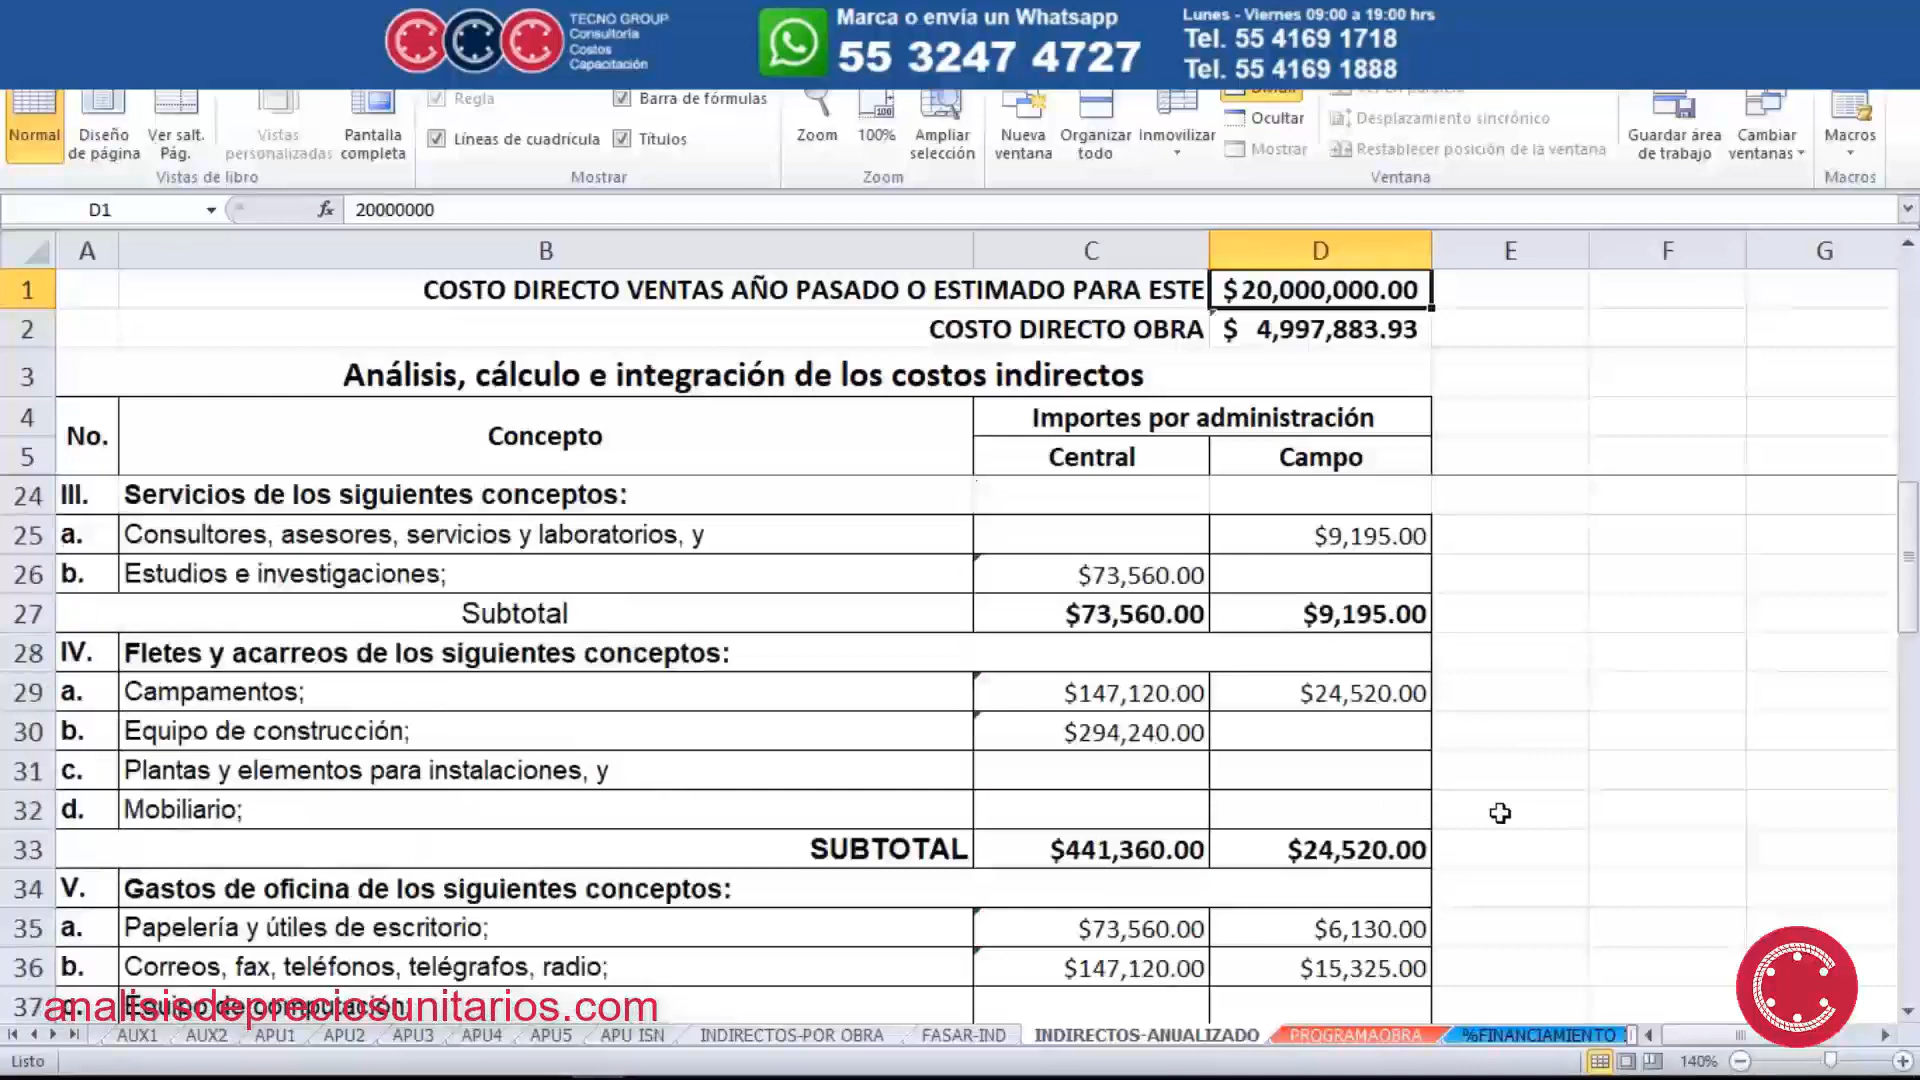 TECNO GROUP
Consultoría
Costos
Capacitación
Marca o envía un Whatsapp
55 3247 4727
Lunes - Viernes 09:00 a 19:00 hrs
Tel. 55 4169 1718
Tel. 55 4169 1888
Normal
Diseño de página
Ver salt. Pág.
Vistas personalizadas
Pantalla completa
Vistas de libro
Regla
Barra de fórmulas
Líneas de cuadrícula
Títulos
Mostrar
Zoom
100%
Ampliar selección
Zoom
Nueva ventana
Organizar todo
Inmovilizar
Ocultar
Mostrar
Desplazamiento sincrónico
Restablecer posición de la ventana
Ventana
Guardar área de trabajo
Cambiar ventanas
Macros
Macros
D1 fx 20000000
A B C D E F G
1 COSTO DIRECTO VENTAS AÑO PASADO O ESTIMADO PARA ESTE $20,000,000.00
2 COSTO DIRECTO OBRA $ 4,997,883.93
3 Análisis, cálculo e integración de los costos indirectos
4 No. Concepto Importes por administración
5 Central Campo
24 III. Servicios de los siguientes conceptos:
25 a. Consultores, asesores, servicios y laboratorios, y $9,195.00
26 b. Estudios e investigaciones; $73,560.00
27 Subtotal $73,560.00 $9,195.00
28 IV. Fletes y acarreos de los siguientes conceptos:
29 a. Campamentos; $147,120.00 $24,520.00
30 b. Equipo de construcción; $294,240.00
31 c. Plantas y elementos para instalaciones, y
32 d. Mobiliario;
33 SUBTOTAL $441,360.00 $24,520.00
34 V. Gastos de oficina de los siguientes conceptos:
35 a. Papelería y útiles de escritorio; $73,560.00 $6,130.00
36 b. Correos, fax, teléfonos, telégrafos, radio; $147,120.00 $15,325.00
37 c. Equipo de computación;
analisisdepreciosunitarios.com
AUX1 AUX2 APU1 APU2 APU3 APU4 APU5 APU ISN INDIRECTOS-POR OBRA FASAR-IND INDIRECTOS-ANUALIZADO PROGRAMAOBRA %FINANCIAMIENTO
Listo 140%